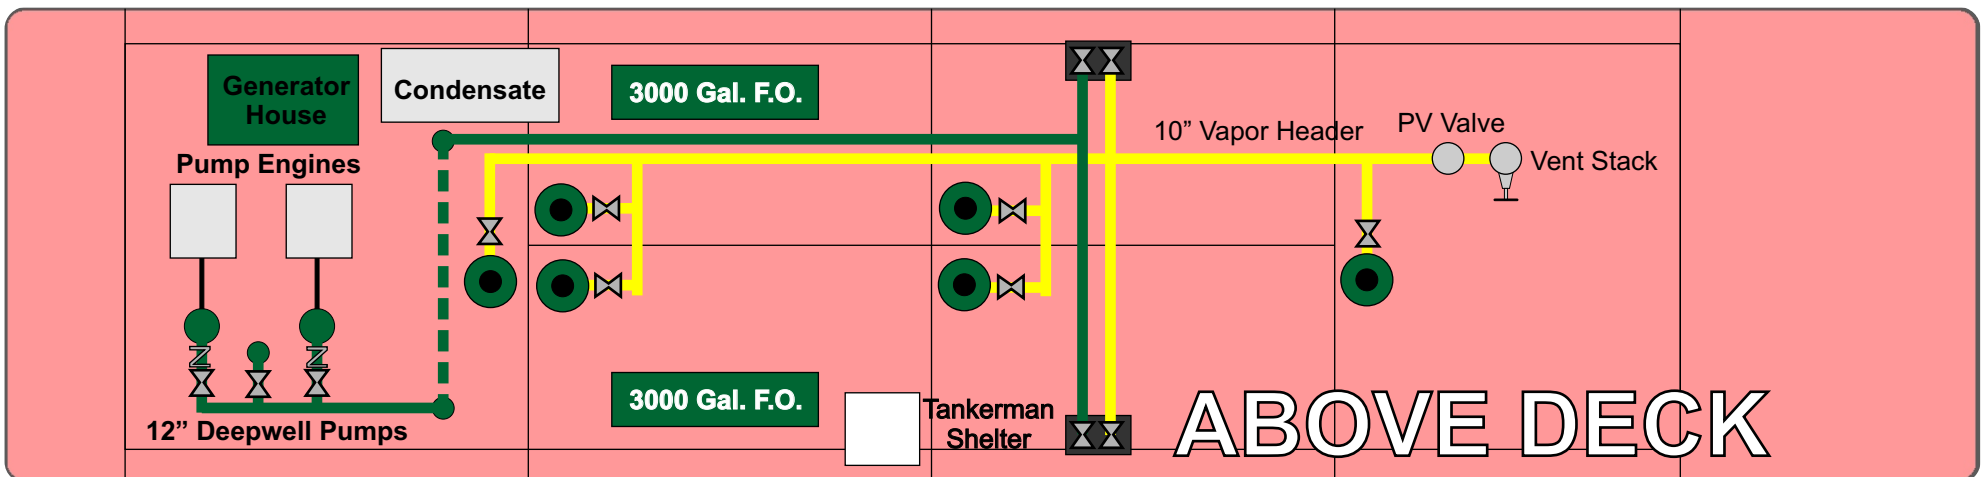 Generator
House
Condensate
3000 Gal. F.O.
10” Vapor Header
PV Valve
Vent Stack
Pump Engines
12” Deepwell Pumps
3000 Gal. F.O.
Tankerman
Shelter
ABOVE DECK